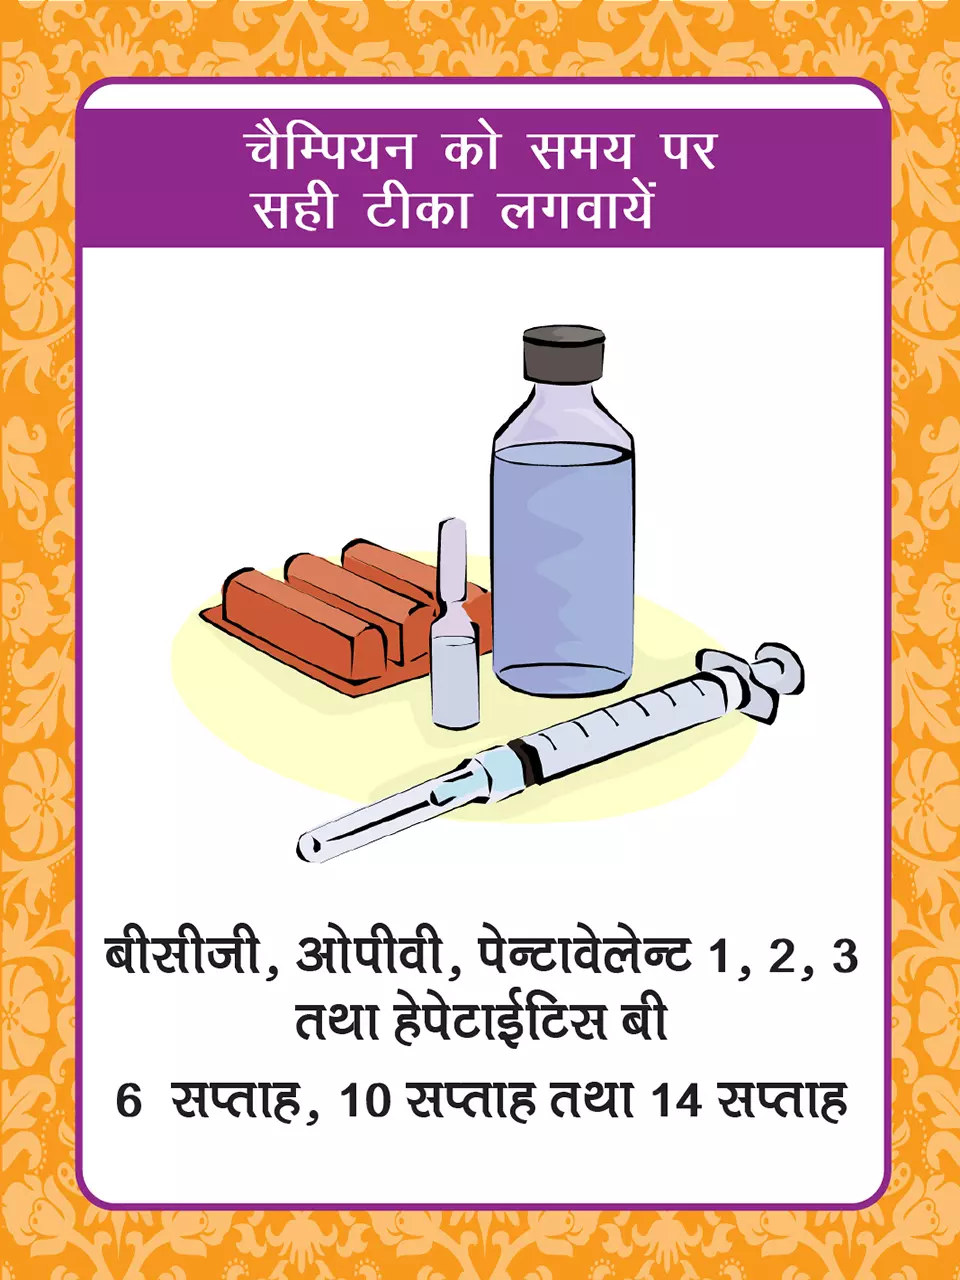 चैम्पियन को समय पर
सही टीका लगवायें
बीसीजी, ओपीवी, पेन्टावेलेन्ट 1, 2, 3
तथा हेपेटाईटिस बी
6 सप्ताह, 10 सप्ताह तथा 14 सप्ताह